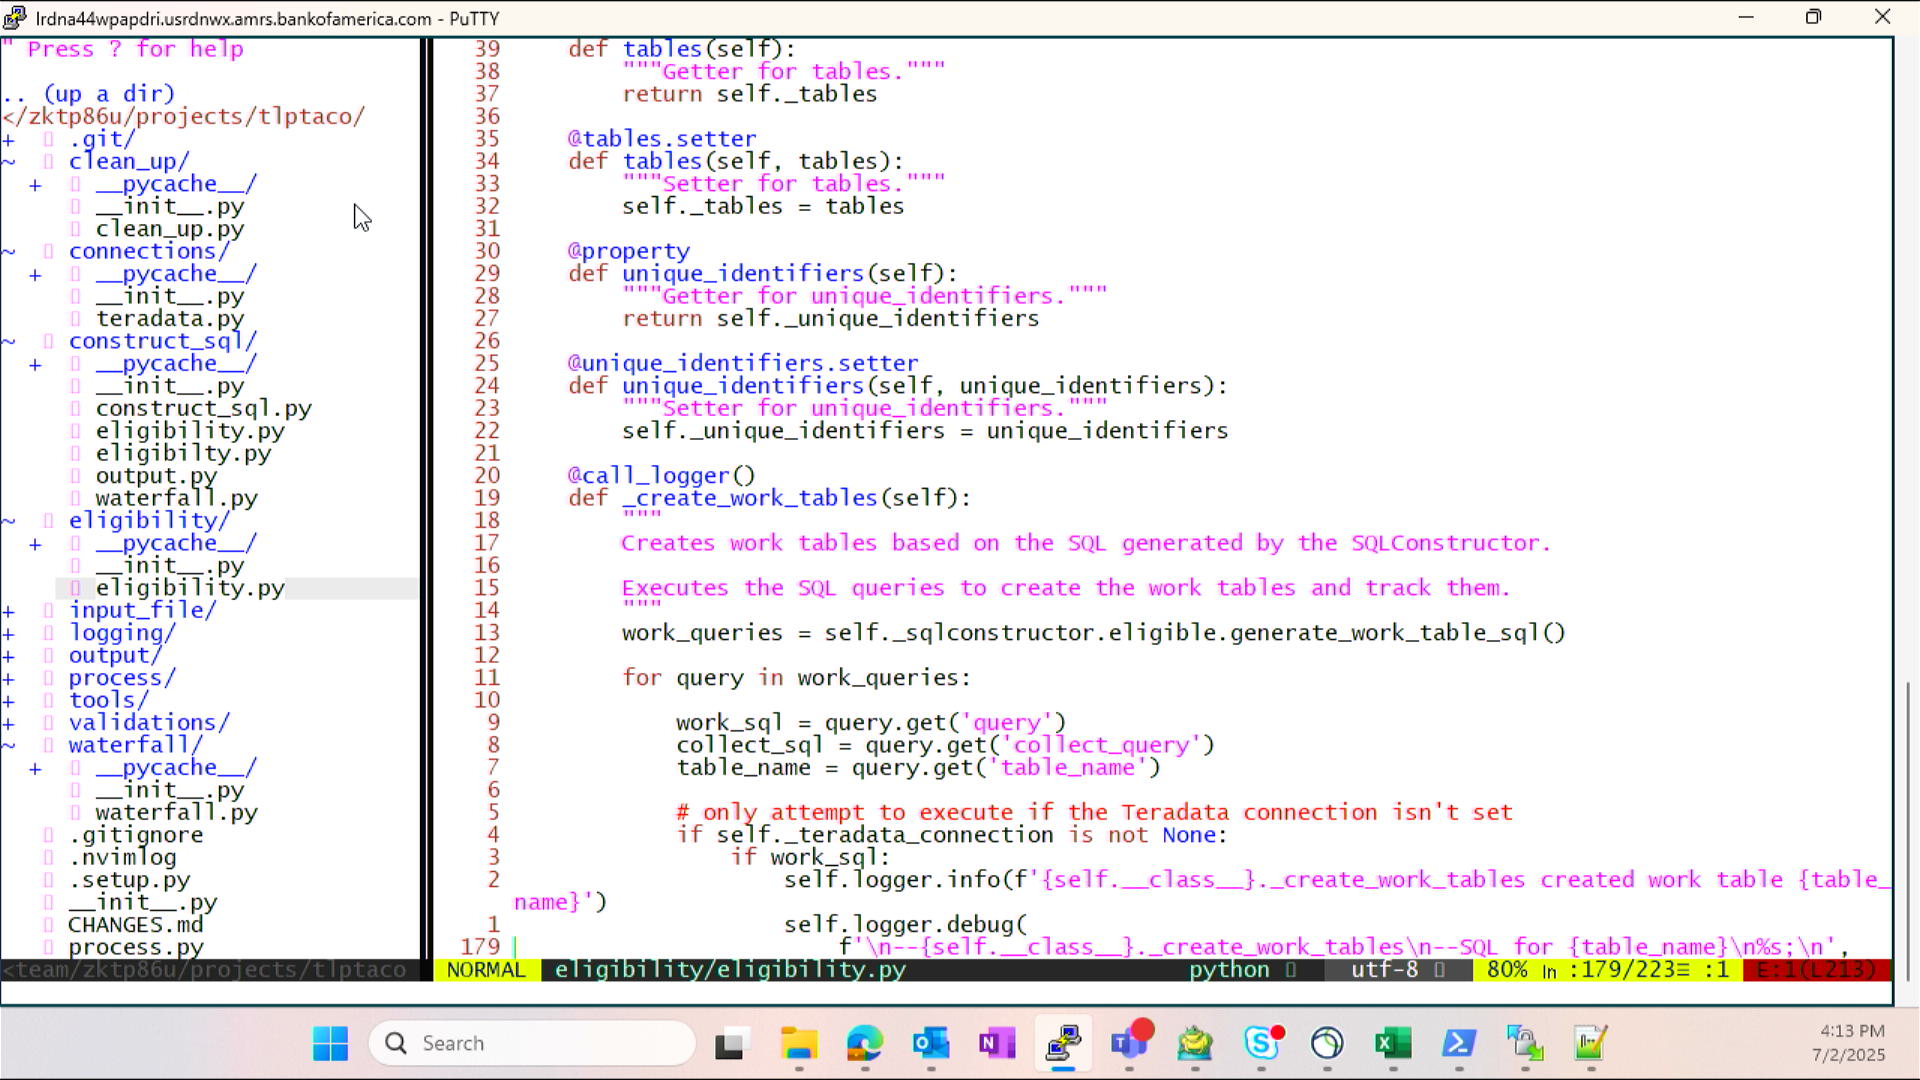 lrdna44wpapdri.usrdnwx.amrs.bankofamerica.com - PuTTY
" Press ? for help
.. (up a dir)
</zktp86u/projects/tlptaco/
+ .git/
~ clean_up/
+ __pycache__/
__init__.py
clean_up.py
~ connections/
+ __pycache__/
__init__.py
teradata.py
~ construct_sql/
+ __pycache__/
__init__.py
construct_sql.py
eligibility.py
eligibilty.py
output.py
waterfall.py
~ eligibility/
+ __pycache__/
__init__.py
eligibility.py
+ input_file/
+ logging/
+ output/
+ process/
+ tools/
+ validations/
~ waterfall/
+ __pycache__/
__init__.py
waterfall.py
.gitignore
.nvimlog
.setup.py
__init__.py
CHANGES.md
process.py
<team/zktp86u/projects/tlptaco
39 def tables(self):
38 """Getter for tables."""
37 return self._tables
36
35 @tables.setter
34 def tables(self, tables):
33 """Setter for tables."""
32 self._tables = tables
31
30 @property
29 def unique_identifiers(self):
28 """Getter for unique_identifiers."""
27 return self._unique_identifiers
26
25 @unique_identifiers.setter
24 def unique_identifiers(self, unique_identifiers):
23 """Setter for unique_identifiers."""
22 self._unique_identifiers = unique_identifiers
21
20 @call_logger()
19 def _create_work_tables(self):
18 """
17 Creates work tables based on the SQL generated by the SQLConstructor.
16
15 Executes the SQL queries to create the work tables and track them.
14 """
13 work_queries = self._sqlconstructor.eligible.generate_work_table_sql()
12
11 for query in work_queries:
10
9 work_sql = query.get('query')
8 collect_sql = query.get('collect_query')
7 table_name = query.get('table_name')
6
5 # only attempt to execute if the Teradata connection isn't set
4 if self._teradata_connection is not None:
3 if work_sql:
2 self.logger.info(f'{self.__class__}._create_work_tables created work table {table_
name}')
1 self.logger.debug(
179 f'\n--{self.__class__}._create_work_tables\n--SQL for {table_name}\n%s;\n',
NORMAL eligibility/eligibility.py python utf-8 80% ln :179/223≡ :1 E:1(L213)
Search
4:13 PM
7/2/2025